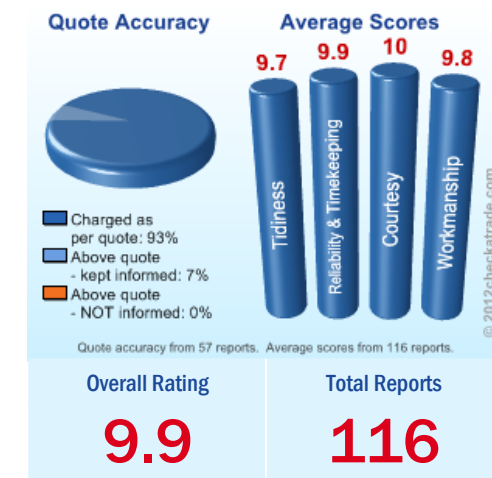 Quote Accuracy
Average Scores
9.7
9.9
10
9.8
Tidiness
Reliability & Timekeeping
Courtesy
Workmanship
Charged as
per quote: 93%
Above quote
- kept informed: 7%
Above quote
- NOT informed: 0%
© 2012checkatrade.com
Quote accuracy from 57 reports. Average scores from 116 reports.
Overall Rating
Total Reports
9.9
116